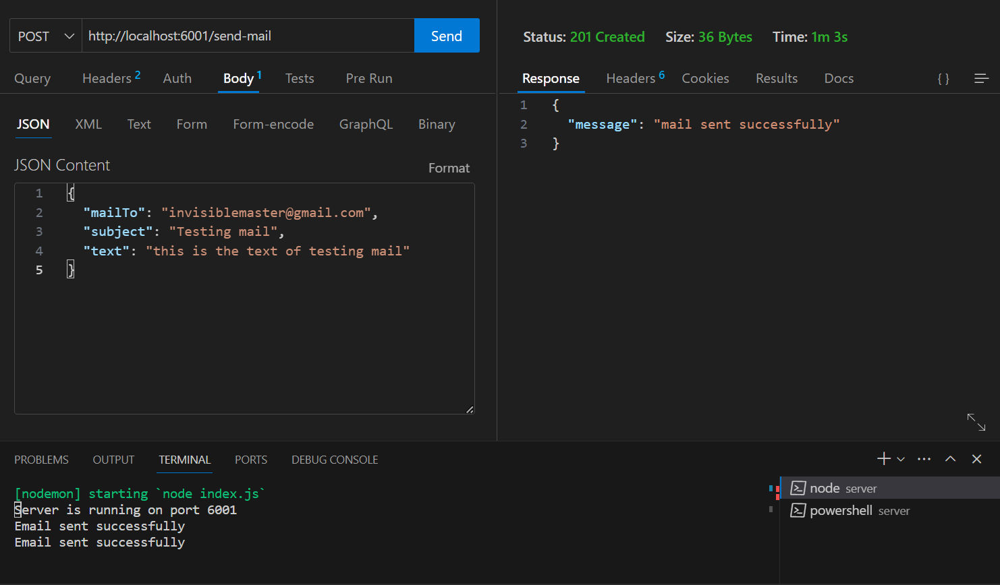 POST http://localhost:6001/send-mail Send
Query Headers 2 Auth Body 1 Tests Pre Run
JSON XML Text Form Form-encode GraphQL Binary
JSON Content Format
1 {
2 "mailTo": "invisiblemaster@gmail.com",
3 "subject": "Testing mail",
4 "text": "this is the text of testing mail"
5 }
Status: 201 Created Size: 36 Bytes Time: 1m 3s
Response Headers 6 Cookies Results Docs { }
1 {
2 "message": "mail sent successfully"
3 }
PROBLEMS OUTPUT TERMINAL PORTS DEBUG CONSOLE
[nodemon] starting `node index.js`
Server is running on port 6001
Email sent successfully
Email sent successfully
node server
powershell server